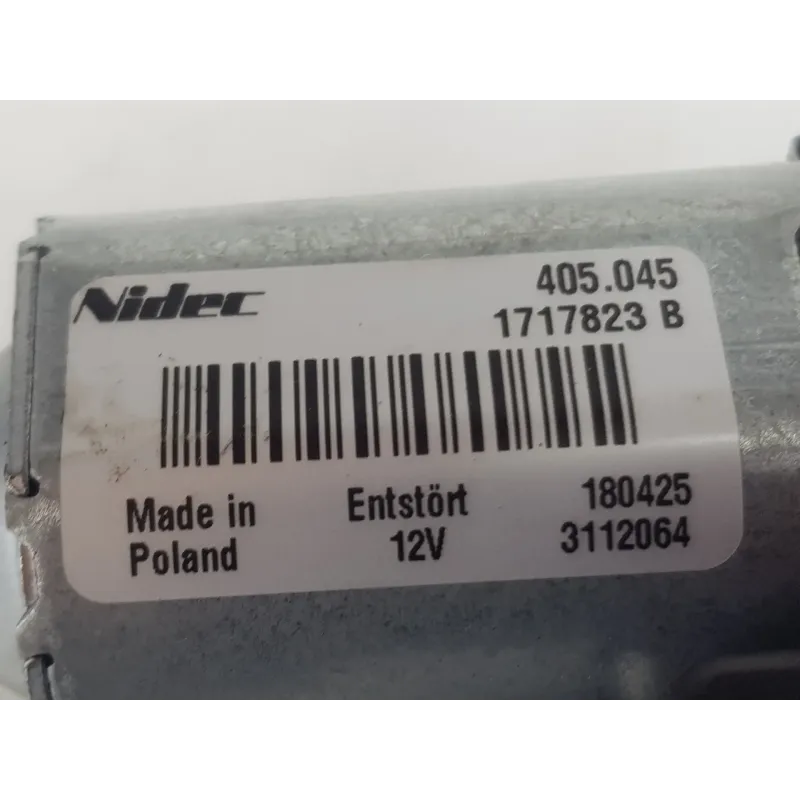 Nidec
405.045
1717823 B
Made in
Poland
Entstört
12V
180425
3112064